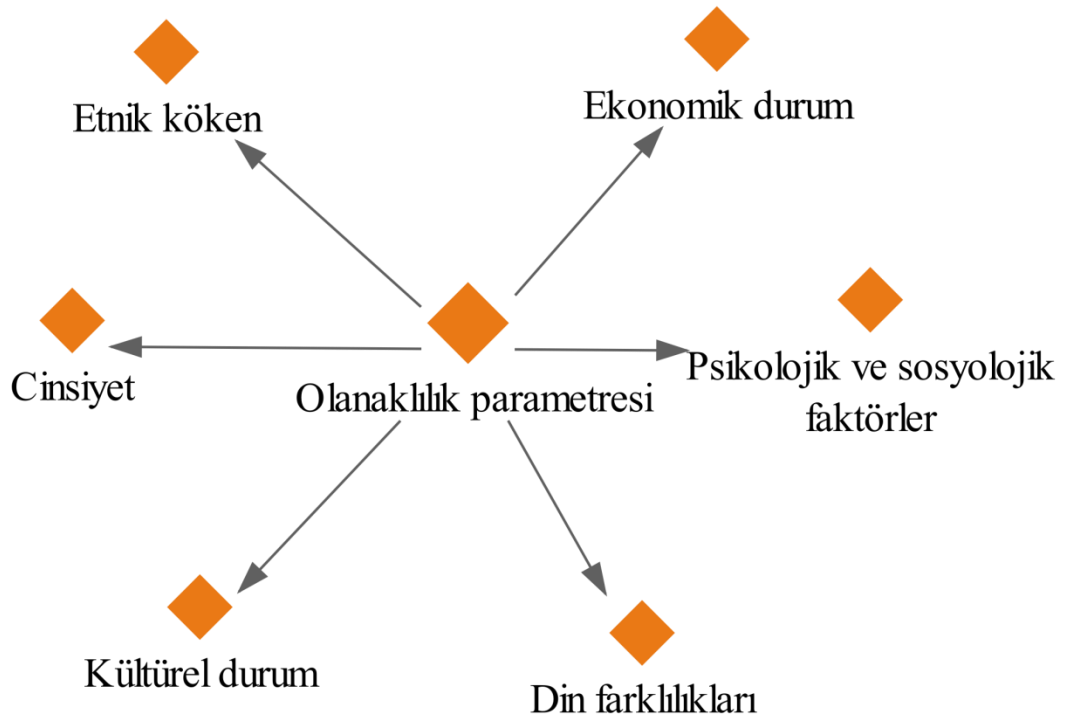 Etnik köken
Ekonomik durum
Cinsiyet
Olanaklılık parametresi
Psikolojik ve sosyolojik
faktörler
Kültürel durum
Din farklılıkları